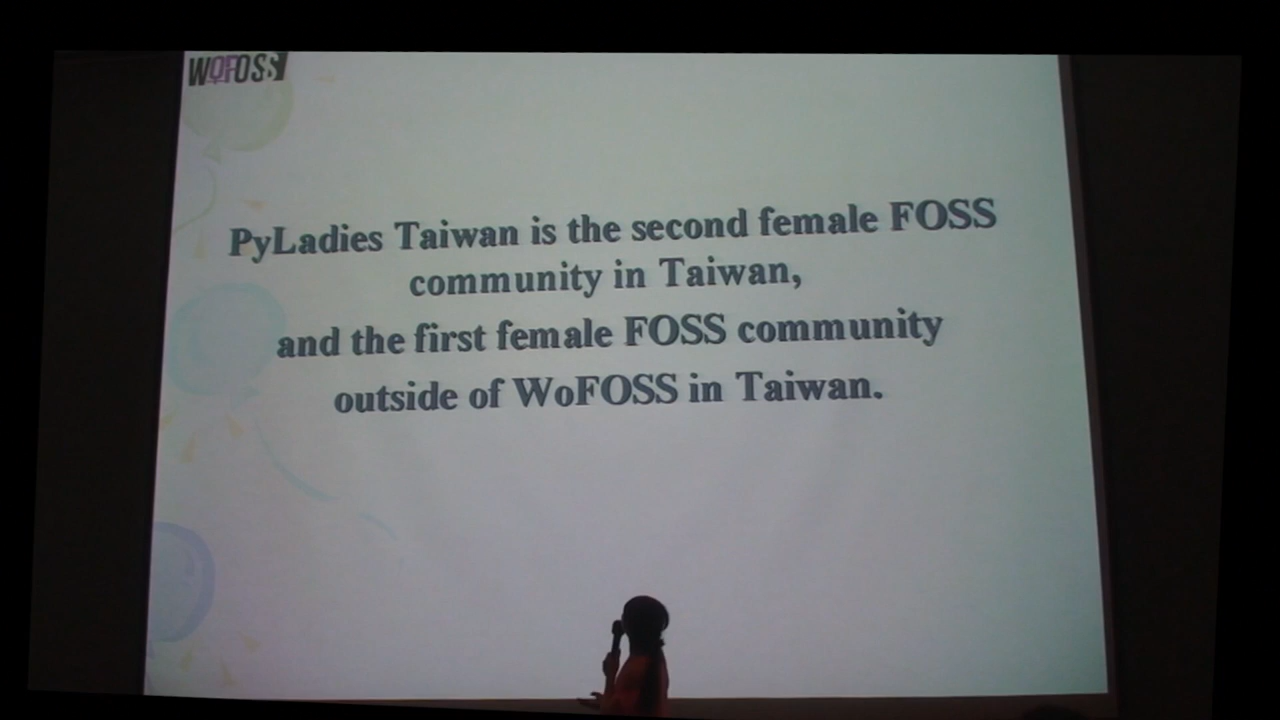 WOFOSS
PyLadies Taiwan is the second female FOSS
community in Taiwan,
and the first female FOSS community
outside of WoFOSS in Taiwan.